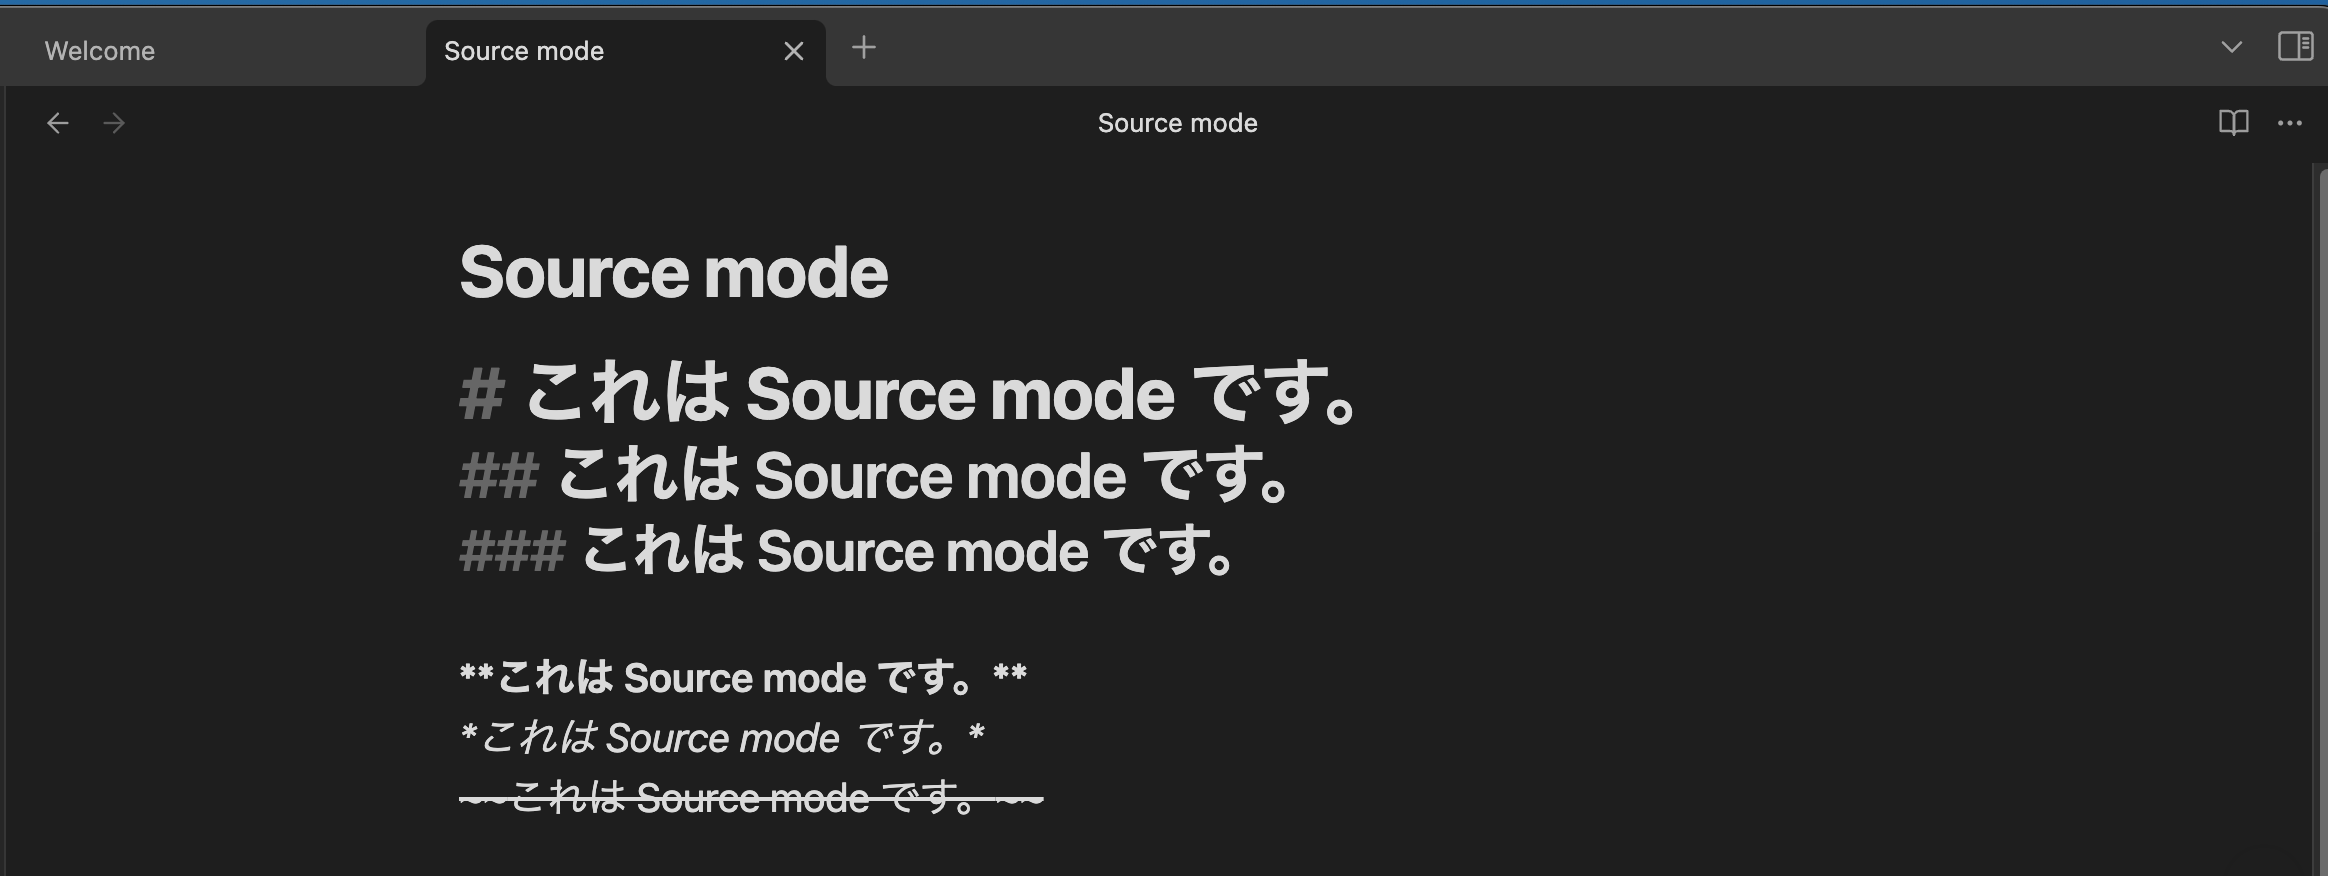 Welcome
Source mode
Source mode
Source mode
# これは Source mode です。
## これは Source mode です。
### これは Source mode です。
**これは Source mode です。**
*これは Source mode です。*
~~これは Source mode です。~~